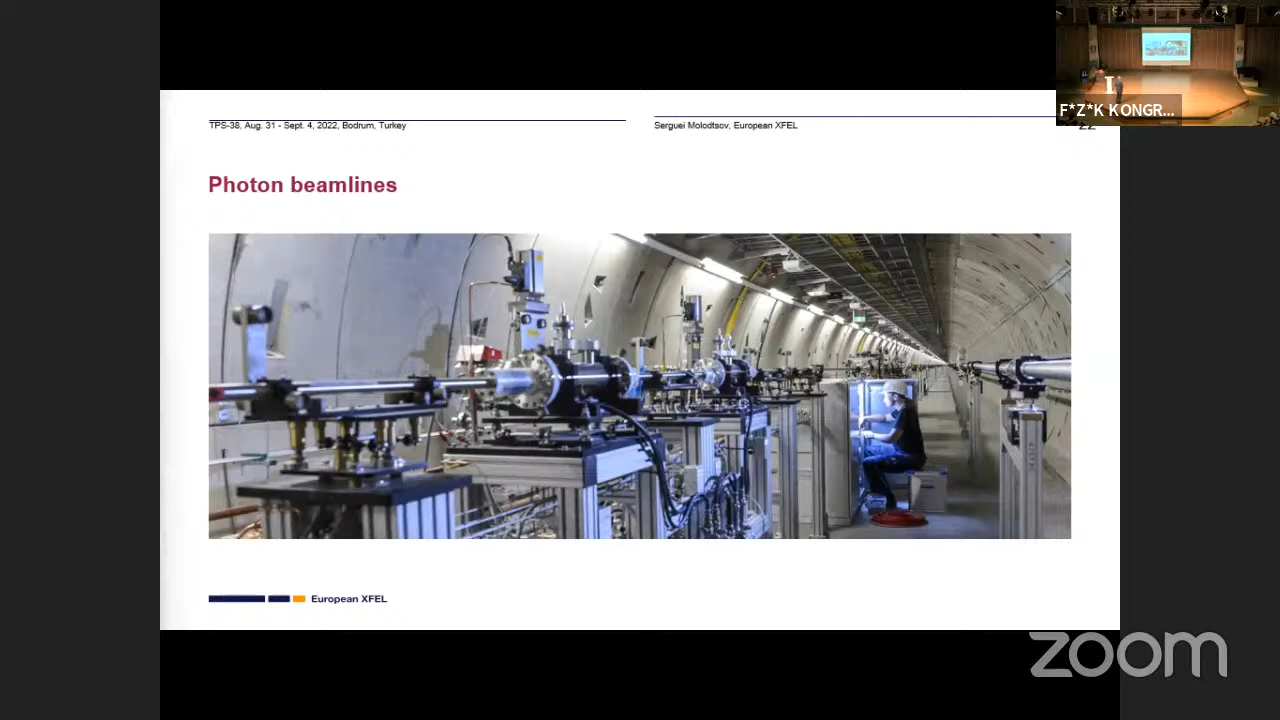 TPS-38, Aug. 31 - Sept. 4, 2022, Bodrum, Turkey
Serguei Molodtsov, European XFEL
22
F*Z*K KONGR...
Photon beamlines
European XFEL
zoom